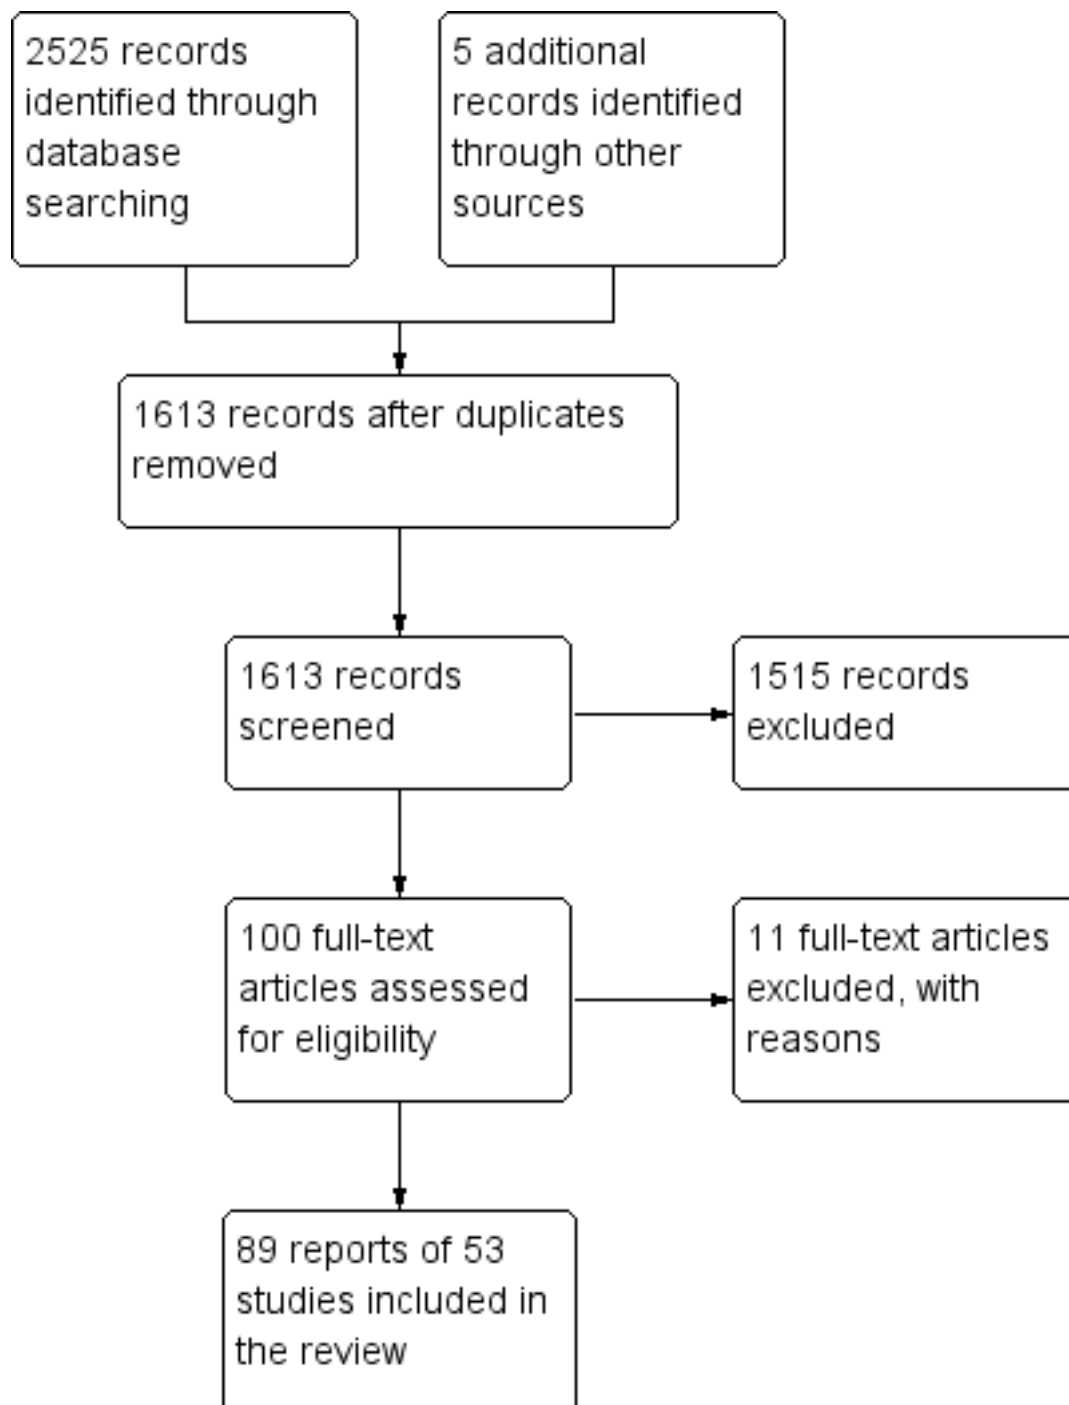 2525 records
identified through
database
searching
5 additional
records identified
through other
sources
1613 records after duplicates
removed
1613 records
screened
1515 records
excluded
100 full-text
articles assessed
for eligibility
11 full-text articles
excluded, with
reasons
89 reports of 53
studies included in
the review